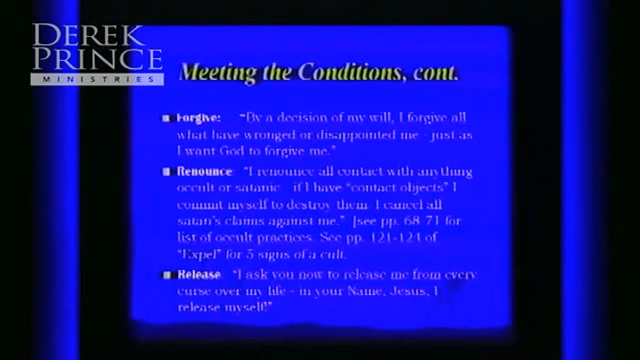 DEREK
PRINCE
MINISTRIES
Meeting the Conditions, cont.
Forgive: "By a decision of my will, I forgive all
what have wronged or disappointed me - just as
I want God to forgive me."
Renounce "I renounce all contact with anything
occult or satanic - if I have "contact objects" I
commit myself to destroy them. I cancel all
satan's claims against me." [see pp. 68-71 for
list of occult practices. See pp. 121-124 of
"Expel" for 5 signs of a cult.
Release "I ask you now to release me from every
curse over my life - in your Name, Jesus, I
release myself!"